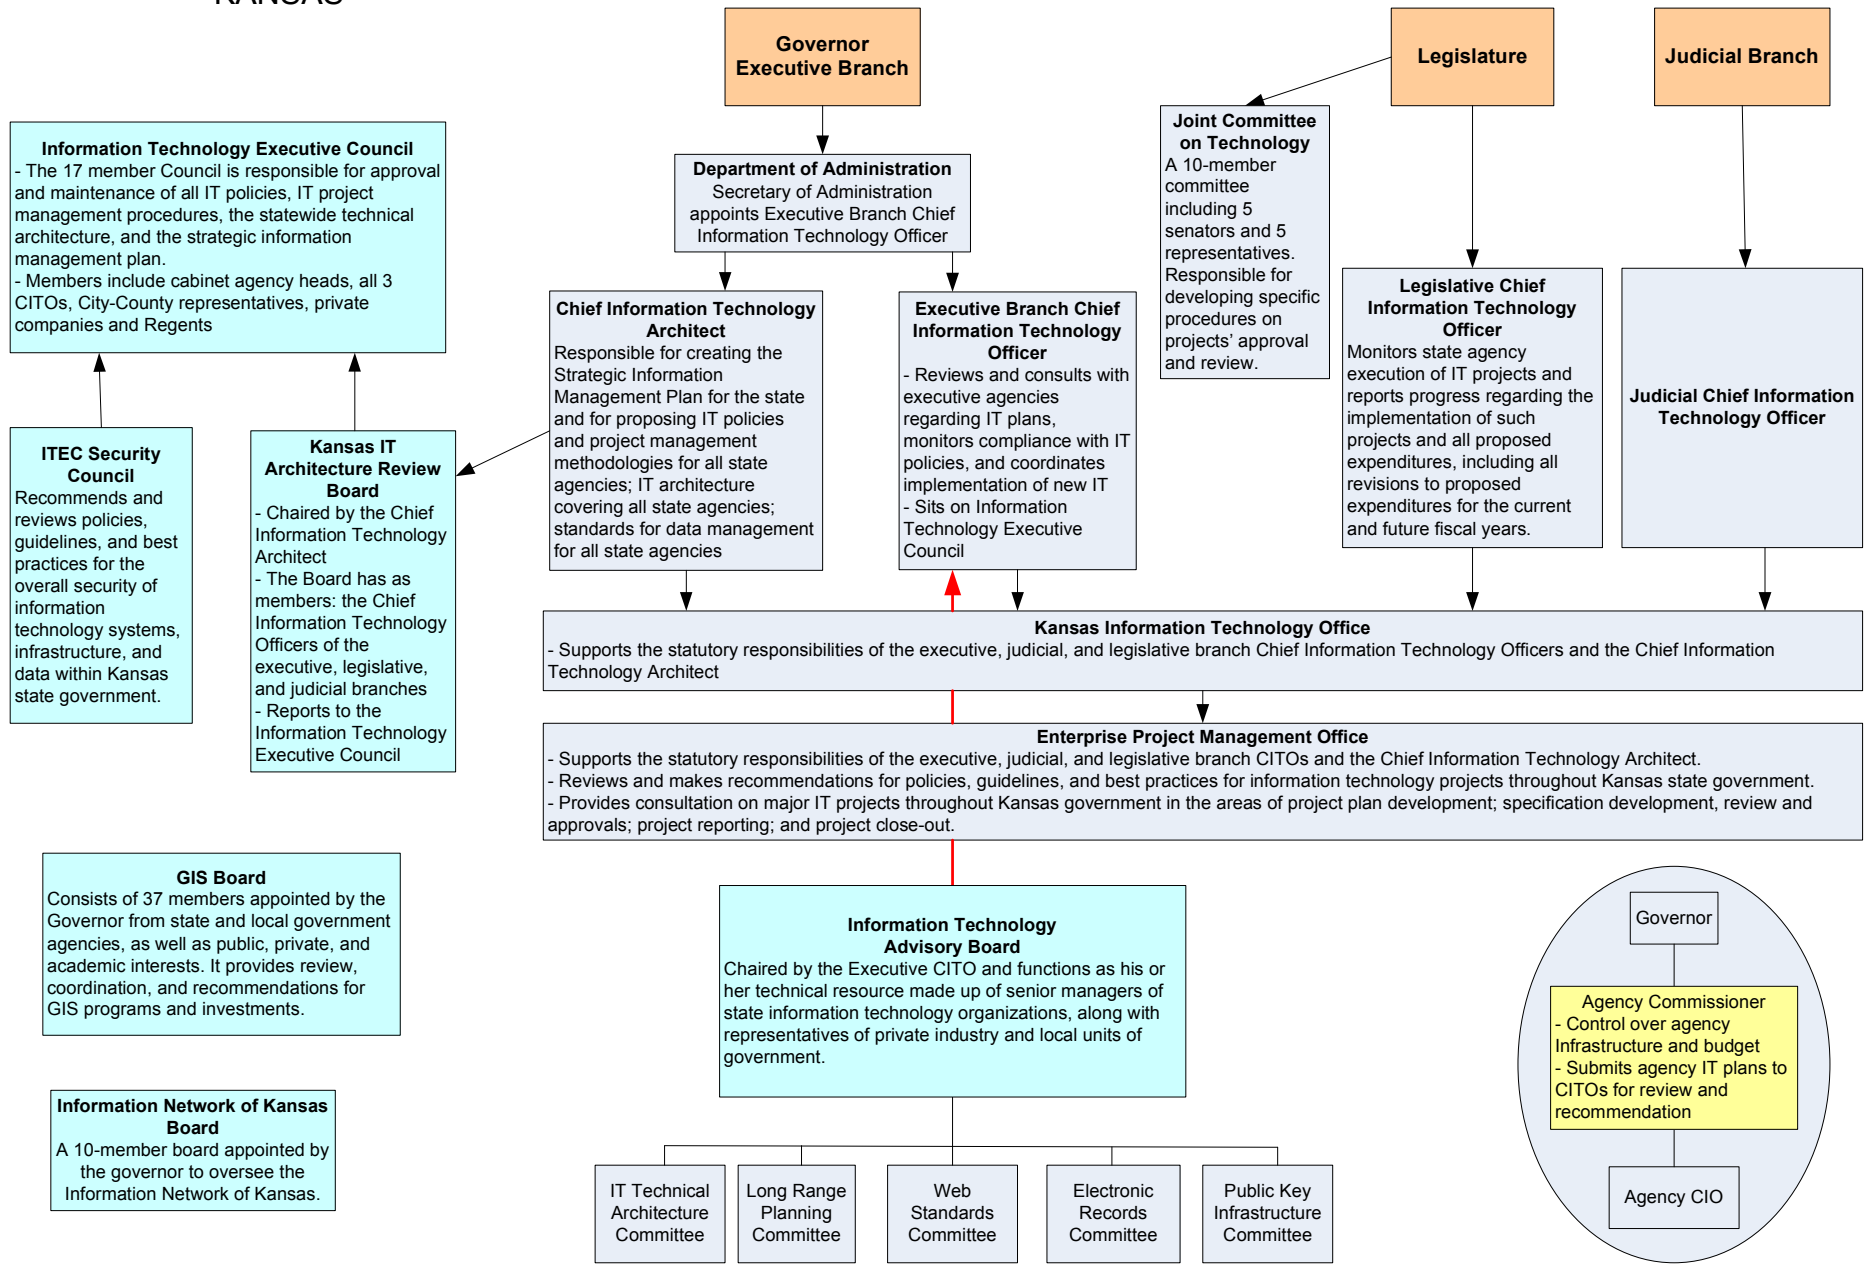 KANSAS
Governor
Executive Branch
Legislature
Judicial Branch
Information Technology Executive Council
- The 17 member Council is responsible for approval
and maintenance of all IT policies, IT project
management procedures, the statewide technical
architecture, and the strategic information
management plan.
- Members include cabinet agency heads, all 3
CITOs, City-County representatives, private
companies and Regents
Department of Administration
Secretary of Administration
appoints Executive Branch Chief
Information Technology Officer
Joint Committee
on Technology
A 10-member
committee
including 5
senators and 5
representatives.
Responsible for
developing specific
procedures on
projects’ approval
and review.
Chief Information Technology
Architect
Responsible for creating the
Strategic Information
Management Plan for the state
and for proposing IT policies
and project management
methodologies for all state
agencies; IT architecture
covering all state agencies;
standards for data management
for all state agencies
Executive Branch Chief
Information Technology
Officer
- Reviews and consults with
executive agencies
regarding IT plans,
monitors compliance with IT
policies, and coordinates
implementation of new IT
- Sits on Information
Technology Executive
Council
Legislative Chief
Information Technology
Officer
Monitors state agency
execution of IT projects and
reports progress regarding the
implementation of such
projects and all proposed
expenditures, including all
revisions to proposed
expenditures for the current
and future fiscal years.
Judicial Chief Information
Technology Officer
ITEC Security
Council
Recommends and
reviews policies,
guidelines, and best
practices for the
overall security of
information
technology systems,
infrastructure, and
data within Kansas
state government.
Kansas IT
Architecture Review
Board
- Chaired by the Chief
Information Technology
Architect
- The Board has as
members: the Chief
Information Technology
Officers of the
executive, legislative,
and judicial branches
- Reports to the
Information Technology
Executive Council
Kansas Information Technology Office
- Supports the statutory responsibilities of the executive, judicial, and legislative branch Chief Information Technology Officers and the Chief Information
Technology Architect
Enterprise Project Management Office
- Supports the statutory responsibilities of the executive, judicial, and legislative branch CITOs and the Chief Information Technology Architect.
- Reviews and makes recommendations for policies, guidelines, and best practices for information technology projects throughout Kansas state government.
- Provides consultation on major IT projects throughout Kansas government in the areas of project plan development; specification development, review and
approvals; project reporting; and project close-out.
GIS Board
Consists of 37 members appointed by the
Governor from state and local government
agencies, as well as public, private, and
academic interests. It provides review,
coordination, and recommendations for
GIS programs and investments.
Information Technology
Advisory Board
Chaired by the Executive CITO and functions as his or
her technical resource made up of senior managers of
state information technology organizations, along with
representatives of private industry and local units of
government.
Governor
Agency Commissioner
- Control over agency
Infrastructure and budget
- Submits agency IT plans to
CITOs for review and
recommendation
Agency CIO
Information Network of Kansas
Board
A 10-member board appointed by
the governor to oversee the
Information Network of Kansas.
IT Technical
Architecture
Committee
Long Range
Planning
Committee
Web
Standards
Committee
Electronic
Records
Committee
Public Key
Infrastructure
Committee